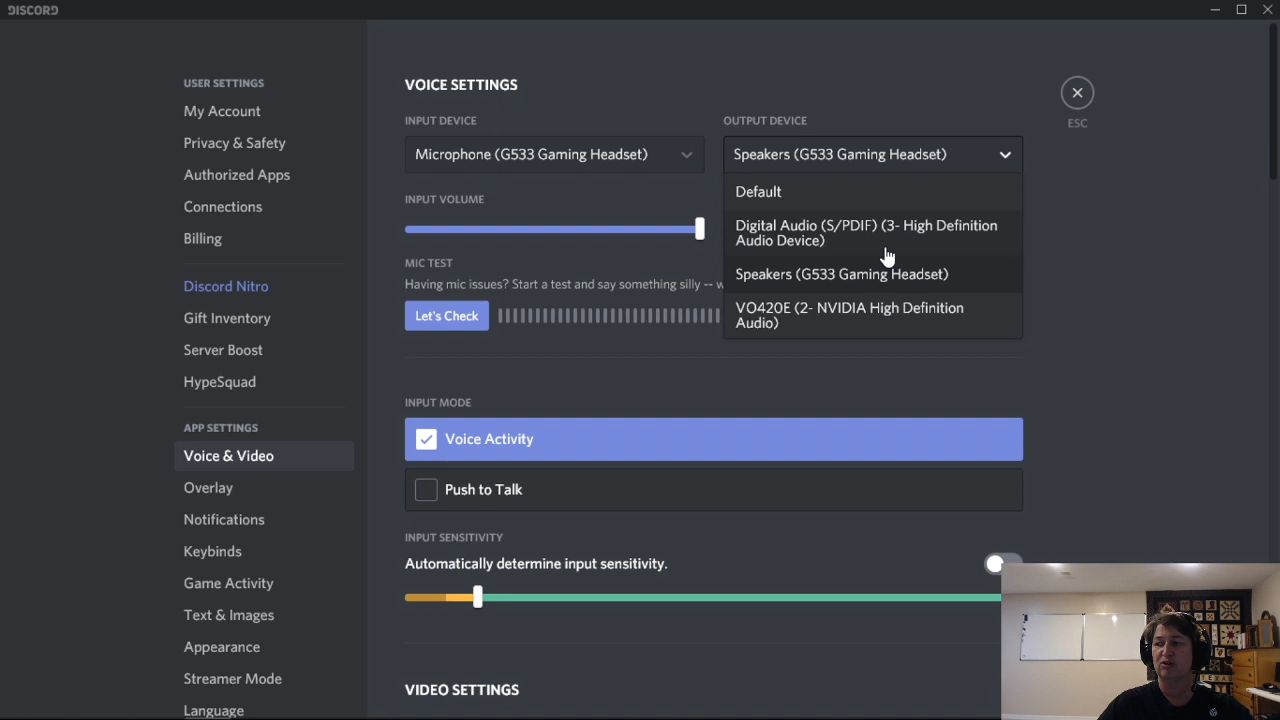 DISCORD
USER SETTINGS
My Account
Privacy & Safety
Authorized Apps
Connections
Billing
Discord Nitro
Gift Inventory
Server Boost
HypeSquad
APP SETTINGS
Voice & Video
Overlay
Notifications
Keybinds
Game Activity
Text & Images
Appearance
Streamer Mode
Language
VOICE SETTINGS
INPUT DEVICE
Microphone (G533 Gaming Headset)
INPUT VOLUME
MIC TEST
Having mic issues? Start a test and say something silly -- w
Let's Check
OUTPUT DEVICE
Speakers (G533 Gaming Headset)
Default
Digital Audio (S/PDIF) (3- High Definition
Audio Device)
Speakers (G533 Gaming Headset)
VO420E (2- NVIDIA High Definition
Audio)
ESC
INPUT MODE
Voice Activity
Push to Talk
INPUT SENSITIVITY
Automatically determine input sensitivity.
VIDEO SETTINGS